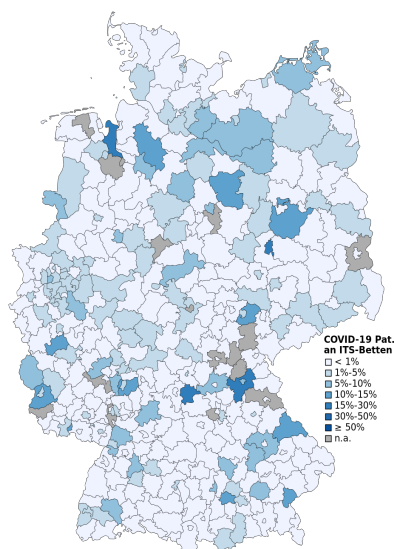 COVID-19 Pat.
an ITS-Betten
< 1%
1%-5%
5%-10%
10%-15%
15%-30%
30%-50%
≥ 50%
n.a.